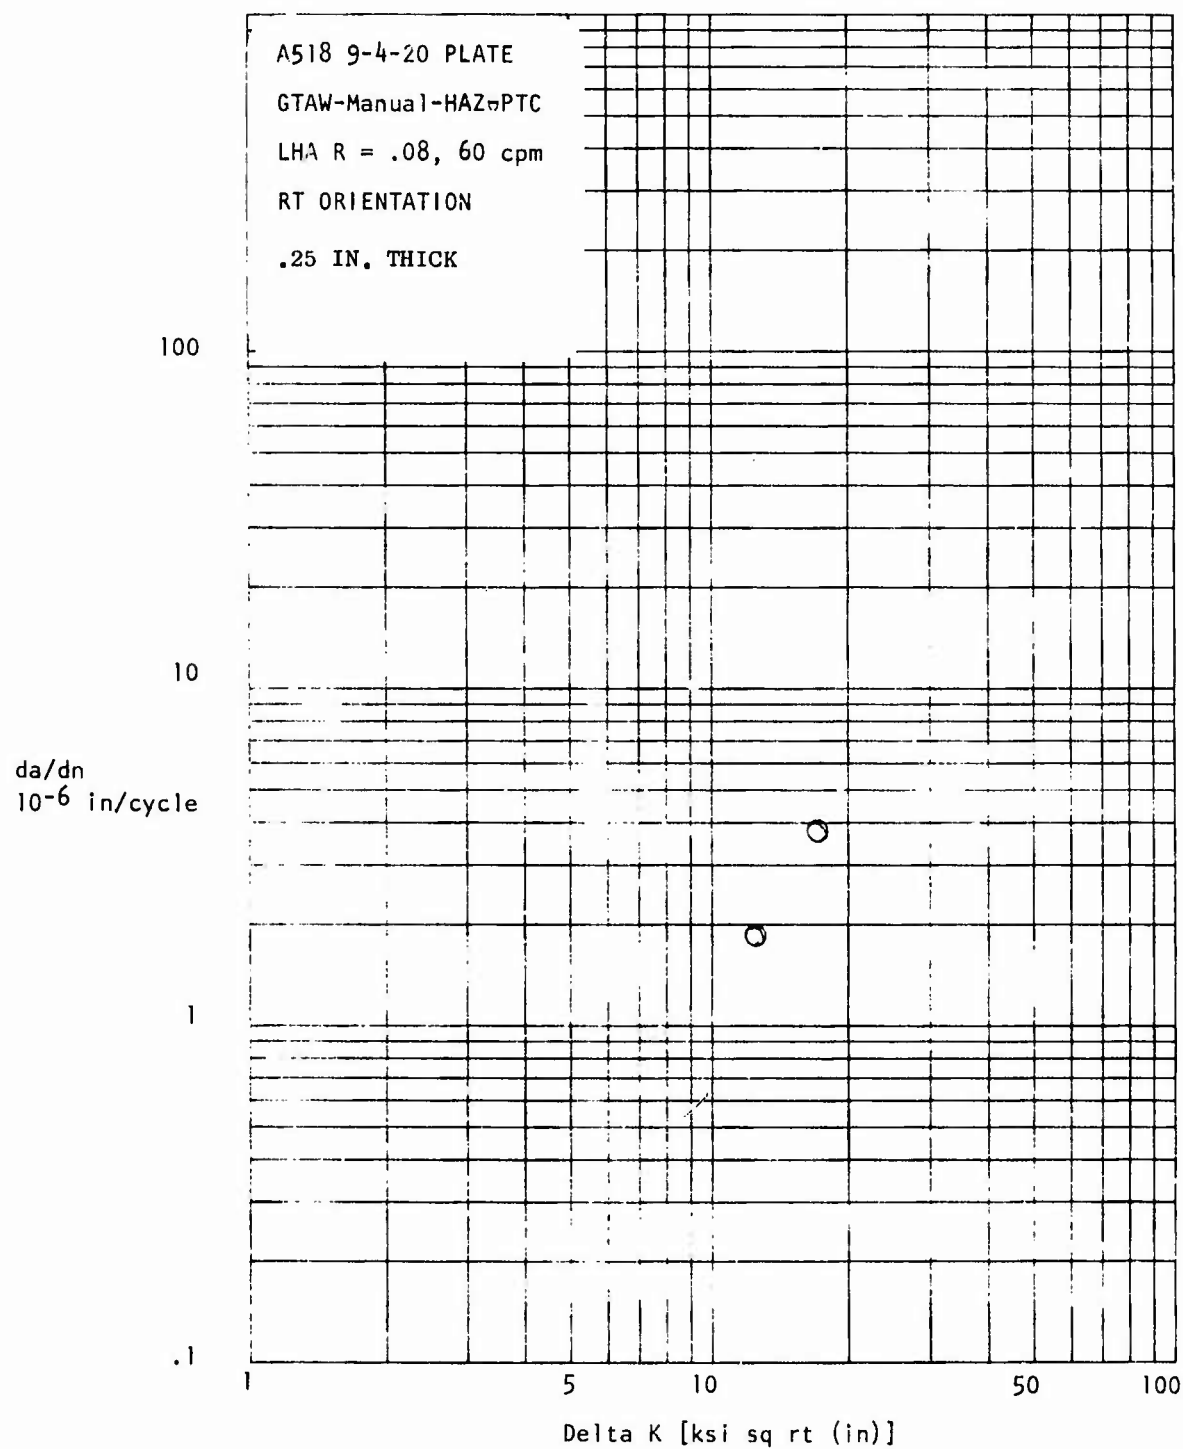 A518 9-4-20 PLATE
GTAW-Manual-HAZ-PTC
LHA R = .08, 60 cpm
RT ORIENTATION
.25 IN. THICK
100
10
da/dn
10-6 in/cycle
1
.1
1 5 10 50 100
Delta K [ksi sq rt (in)]